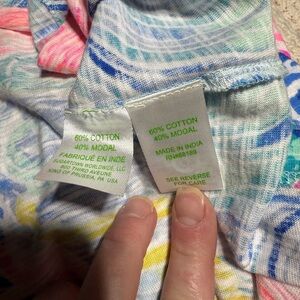 60% COTTON
40% MODAL
FABRIQUÉ EN INDE
SUGARTOWN WORLDWIDE, LLC
800 THIRD AVENUE
KING OF PRUSSIA, PA USA
60% COTTON
40% MODAL
MADE IN INDIA
SEE REVERSE
FOR CARE